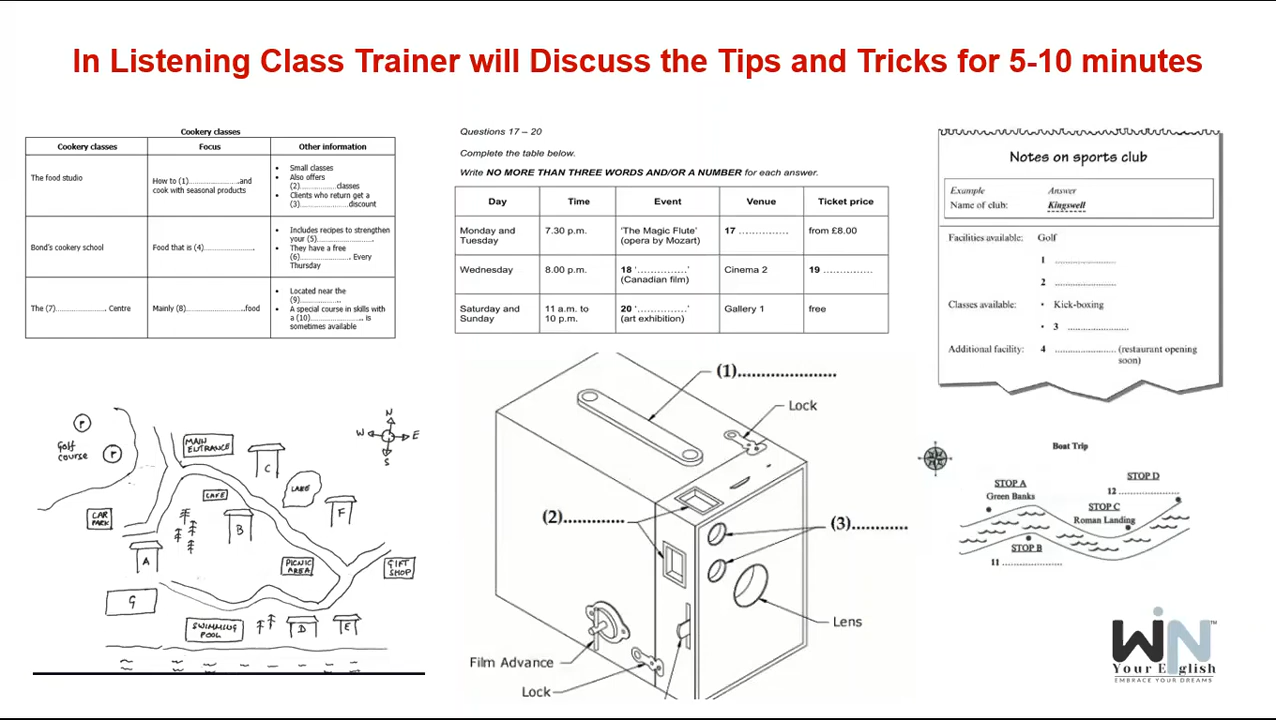 In Listening Class Trainer will Discuss the Tips and Tricks for 5-10 minutes
Cookery classes
Cookery classes
Focus
Other information
The food studio
How to (1)......................and
cook with seasonal products
• Small classes
• Also offers
(2)...............classes
• Clients who return get a
(3)....................discount
Bond's cookery school
Food that is (4)....................
• Includes recipes to strengthen
your (5)......................
• They have a free
(6)..................... Every
Thursday
The (7)..................... Centre
Mainly (8)......................food
• Located near the
(9)................
• A special course in skills with
a (10).................... is
sometimes available
Questions 17 – 20
Complete the table below.
Write NO MORE THAN THREE WORDS AND/OR A NUMBER for each answer.
Day
Time
Event
Venue
Ticket price
Monday and
Tuesday
7.30 p.m.
'The Magic Flute'
(opera by Mozart)
17 ...............
from £8.00
Wednesday
8.00 p.m.
18 '...............'
(Canadian film)
Cinema 2
19 ...............
Saturday and
Sunday
11 a.m. to
10 p.m.
20 '...............'
(art exhibition)
Gallery 1
free
Notes on sports club
Example
Answer
Name of club:
Kingswell
Facilities available:
Golf
1 ....................
2 ....................
Classes available:
• Kick-boxing
• 3 ....................
Additional facility:
4 .................... (restaurant opening
soon)
P
Golf
course
P
MAIN
ENTRANCE
N
W
E
S
C
LAKE
CAFE
CAR
PARK
B
F
A
PICNIC
AREA
GIFT
SHOP
G
SWIMMING
POOL
D
E
(1)....................
Lock
(2)............
(3)............
Lens
Film Advance
Lock
Boat Trip
STOP A
Green Banks
STOP D
12 ....................
STOP C
Roman Landing
STOP B
11 ....................
WIN
TM
Your English
EMBRACE YOUR DREAMS